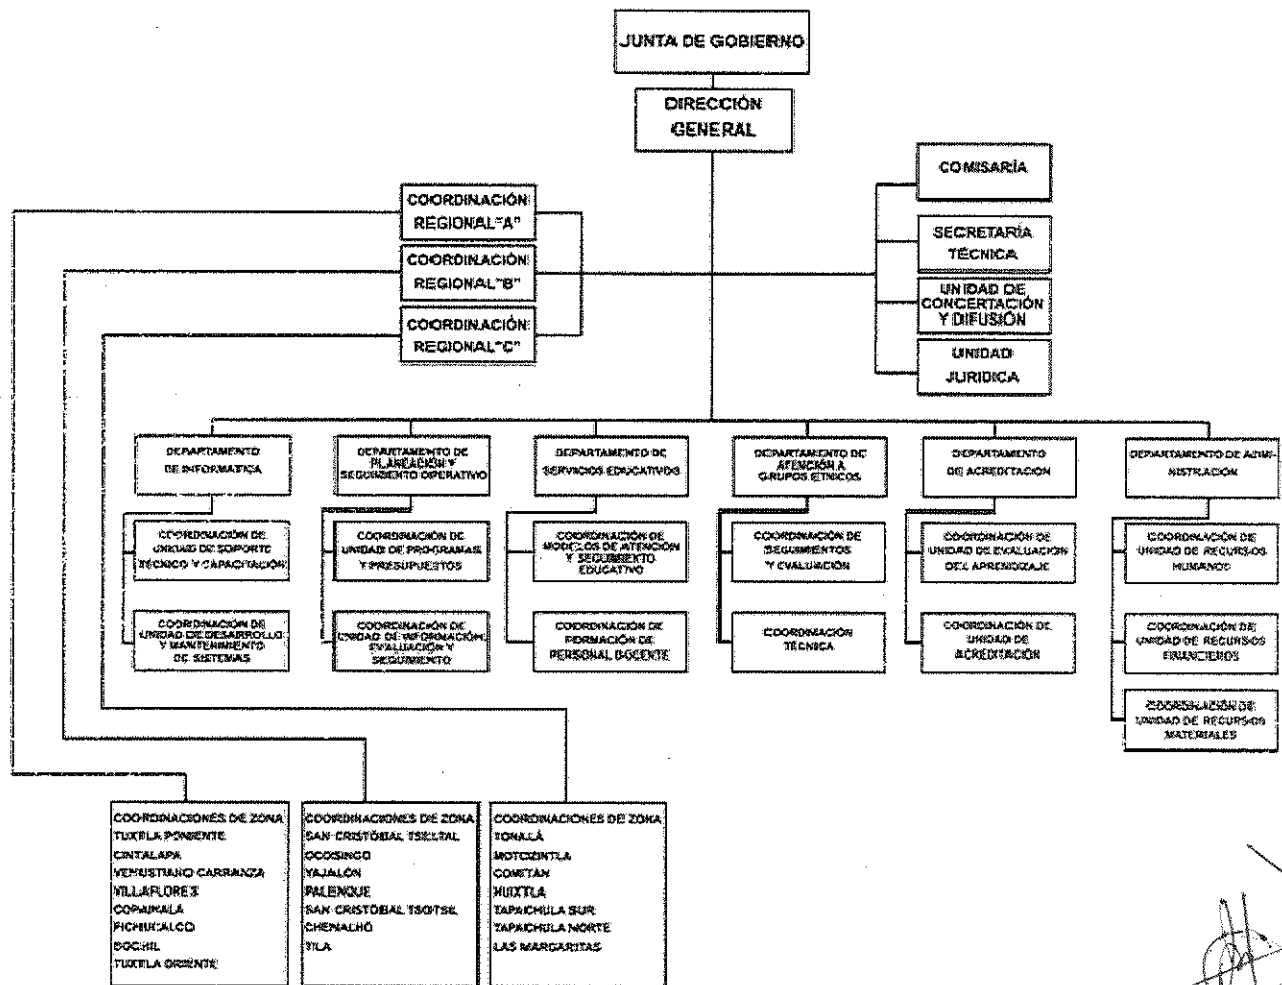 JUNTA DE GOBIERNO
DIRECCIÓN
GENERAL
COMISARÍA
SECRETARÍA
TÉCNICA
UNIDAD DE
CONCERTACIÓN
Y DIFUSIÓN
UNIDAD
JURIDICA
COORDINACIÓN
REGIONAL"A"
COORDINACIÓN
REGIONAL"B"
COORDINACIÓN
REGIONAL"C"
DEPARTAMENTO
DE INFORMATICA
DEPARTAMENTO DE
PLANEACIÓN Y
SEGUIMIENTO OPERATIVO
DEPARTAMENTO DE
SERVICIOS EDUCATIVOS
DEPARTAMENTO DE
ATENCIÓN A
GRUPOS ETNICOS
DEPARTAMENTO
DE ACREDITACIÓN
DEPARTAMENTO DE ADMI-
NISTRACIÓN
COORDINACIÓN DE
UNIDAD DE SOPORTE
TÉCNICO Y CAPACITACIÓN
COORDINACIÓN DE
UNIDAD DE PROGRAMAS
Y PRESUPUESTOS
COORDINACIÓN DE
MODELOS DE ATENCIÓN
Y SEGUIMIENTO
EDUCATIVO
COORDINACIÓN DE
SEGUIMIENTOS
Y EVALUACIÓN
COORDINACIÓN DE
UNIDAD DE EVALUACIÓN
DEL APRENDIZAJE
COORDINACIÓN DE
UNIDAD DE RECURSOS
HUMANOS
COORDINACIÓN DE
UNIDAD DE DESARROLLO
Y MANTENIMIENTO
DE SISTEMAS
COORDINACIÓN DE
UNIDAD DE INFORMACIÓN,
EVALUACIÓN Y
SEGUIMIENTO
COORDINACIÓN DE
FORMACIÓN DE
PERSONAL DOCENTE
COORDINACIÓN
TÉCNICA
COORDINACIÓN DE
UNIDAD DE
ACREDITACIÓN
COORDINACIÓN DE
UNIDAD DE RECURSOS
FINANCIEROS
COORDINACIÓN DE
UNIDAD DE RECURSOS
MATERIALES
COORDINACIONES DE ZONA
TUXTLA PONIENTE
CINTALAPA
VENUSTIANO CARRANZA
VILLAFLORES
COPAINALÁ
PICHUCALCO
BOCHIL
TUXTLA ORIENTE
COORDINACIONES DE ZONA
SAN CRISTÓBAL TSELTAL
OCOSINGO
YAJALÓN
PALENQUE
SAN CRISTÓBAL TSOTSIL
CHENALHÓ
TILA
COORDINACIONES DE ZONA
TONALÁ
MOTOZINTLA
COMITÁN
HUIXTLA
TAPACHULA SUR
TAPACHULA NORTE
LAS MARGARITAS